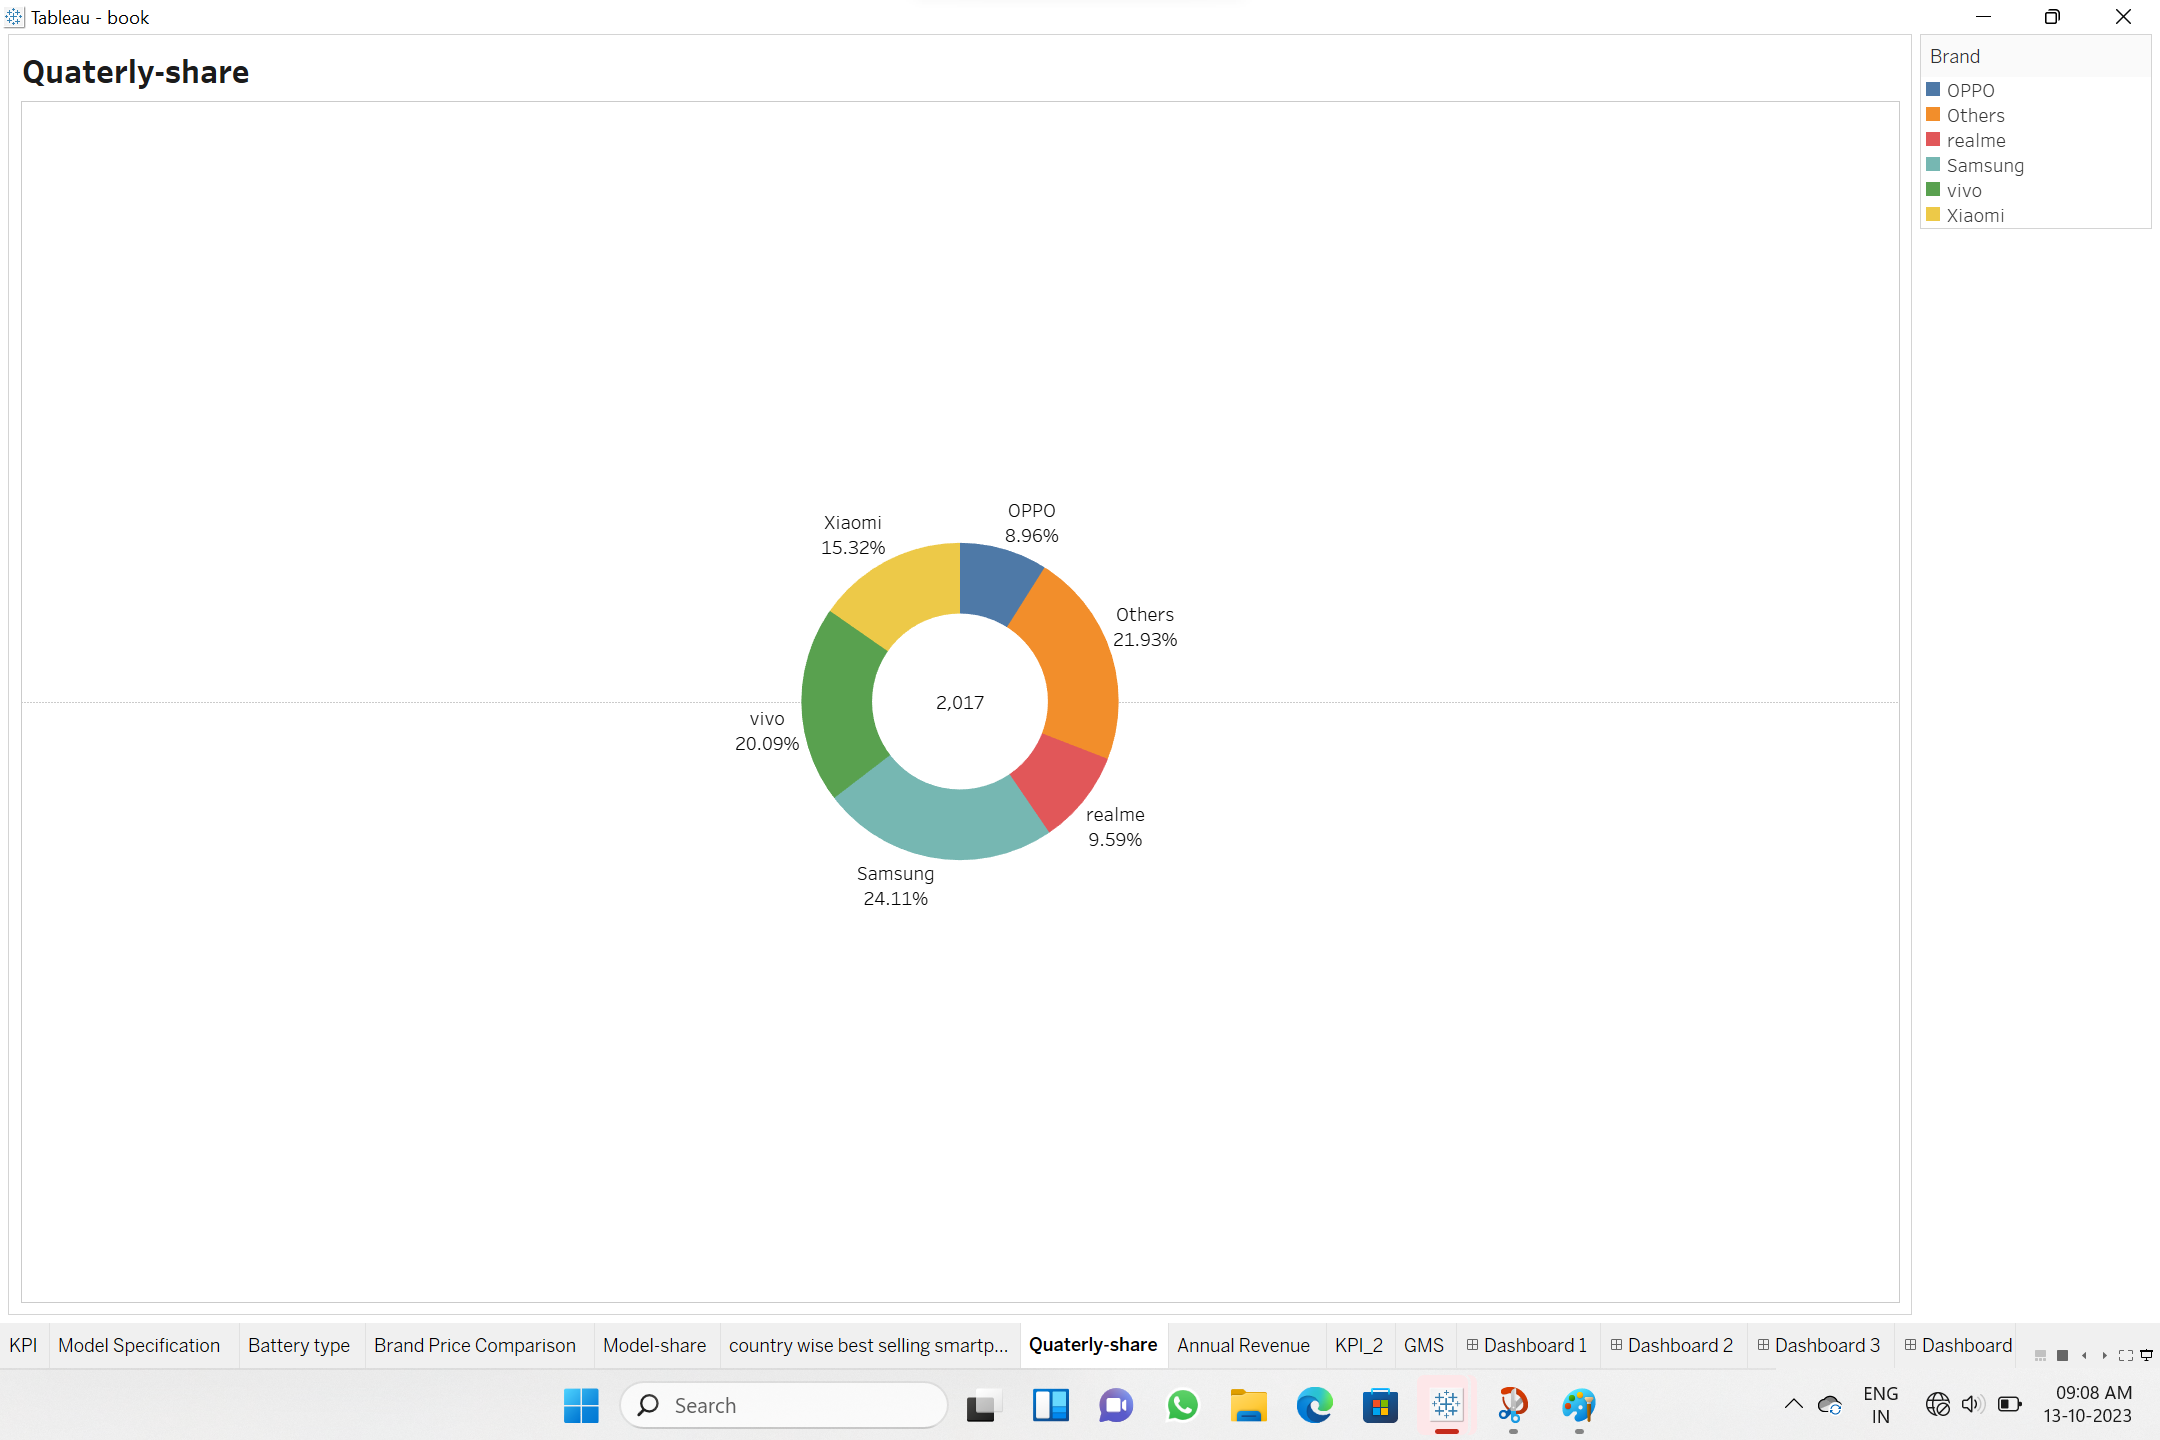 Tableau - book
Quaterly-share
Brand
OPPO
Others
realme
Samsung
vivo
Xiaomi
OPPO
8.96%
Xiaomi
15.32%
Others
21.93%
2,017
vivo
20.09%
realme
9.59%
Samsung
24.11%
KPI
Model Specification
Battery type
Brand Price Comparison
Model-share
country wise best selling smartp...
Quaterly-share
Annual Revenue
KPI_2
GMS
Dashboard 1
Dashboard 2
Dashboard 3
Dashboard
Search
ENG
IN
09:08 AM
13-10-2023